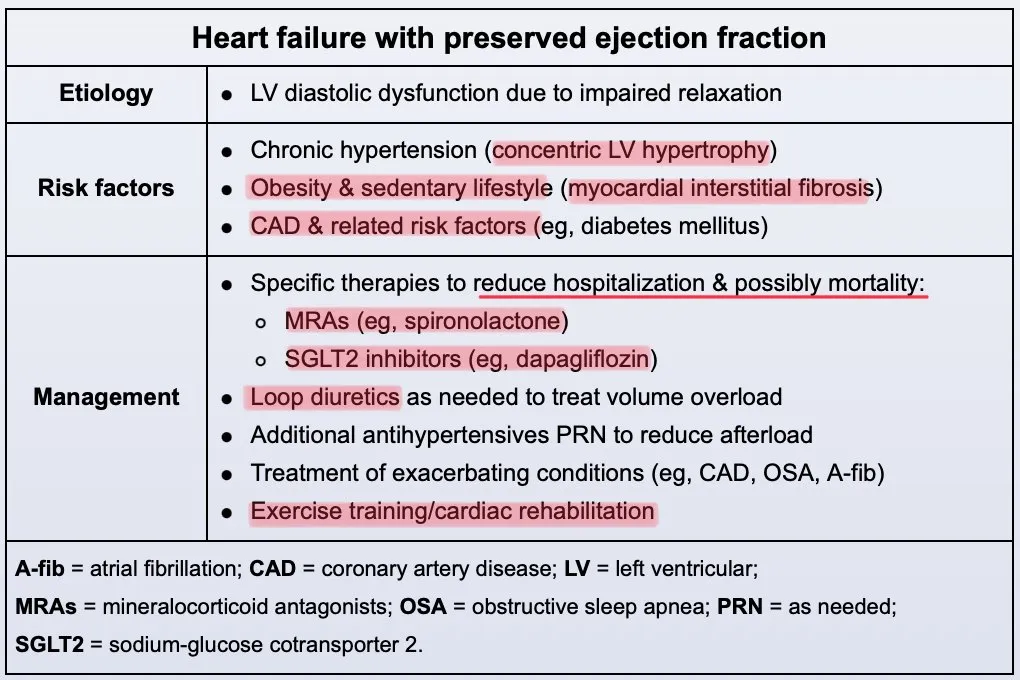 Heart failure with preserved ejection fraction
Etiology
• LV diastolic dysfunction due to impaired relaxation
Risk factors
• Chronic hypertension (concentric LV hypertrophy)
• Obesity & sedentary lifestyle (myocardial interstitial fibrosis)
• CAD & related risk factors (eg, diabetes mellitus)
Management
• Specific therapies to reduce hospitalization & possibly mortality:
○ MRAs (eg, spironolactone)
○ SGLT2 inhibitors (eg, dapagliflozin)
• Loop diuretics as needed to treat volume overload
• Additional antihypertensives PRN to reduce afterload
• Treatment of exacerbating conditions (eg, CAD, OSA, A-fib)
• Exercise training/cardiac rehabilitation
A-fib = atrial fibrillation; CAD = coronary artery disease; LV = left ventricular;
MRAs = mineralocorticoid antagonists; OSA = obstructive sleep apnea; PRN = as needed;
SGLT2 = sodium-glucose cotransporter 2.